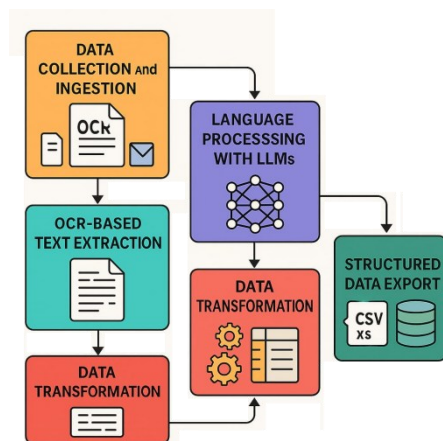 DATA
COLLECTION AND
INGESTION
OCR
OCR-BASED
TEXT EXTRACTION
DATA
TRANSFORMATION
LANGUAGE
PROCESSSING
WITH LLMs
DATA
TRANSFORMATION
STRUCTURED
DATA EXPORT
CSV
XS